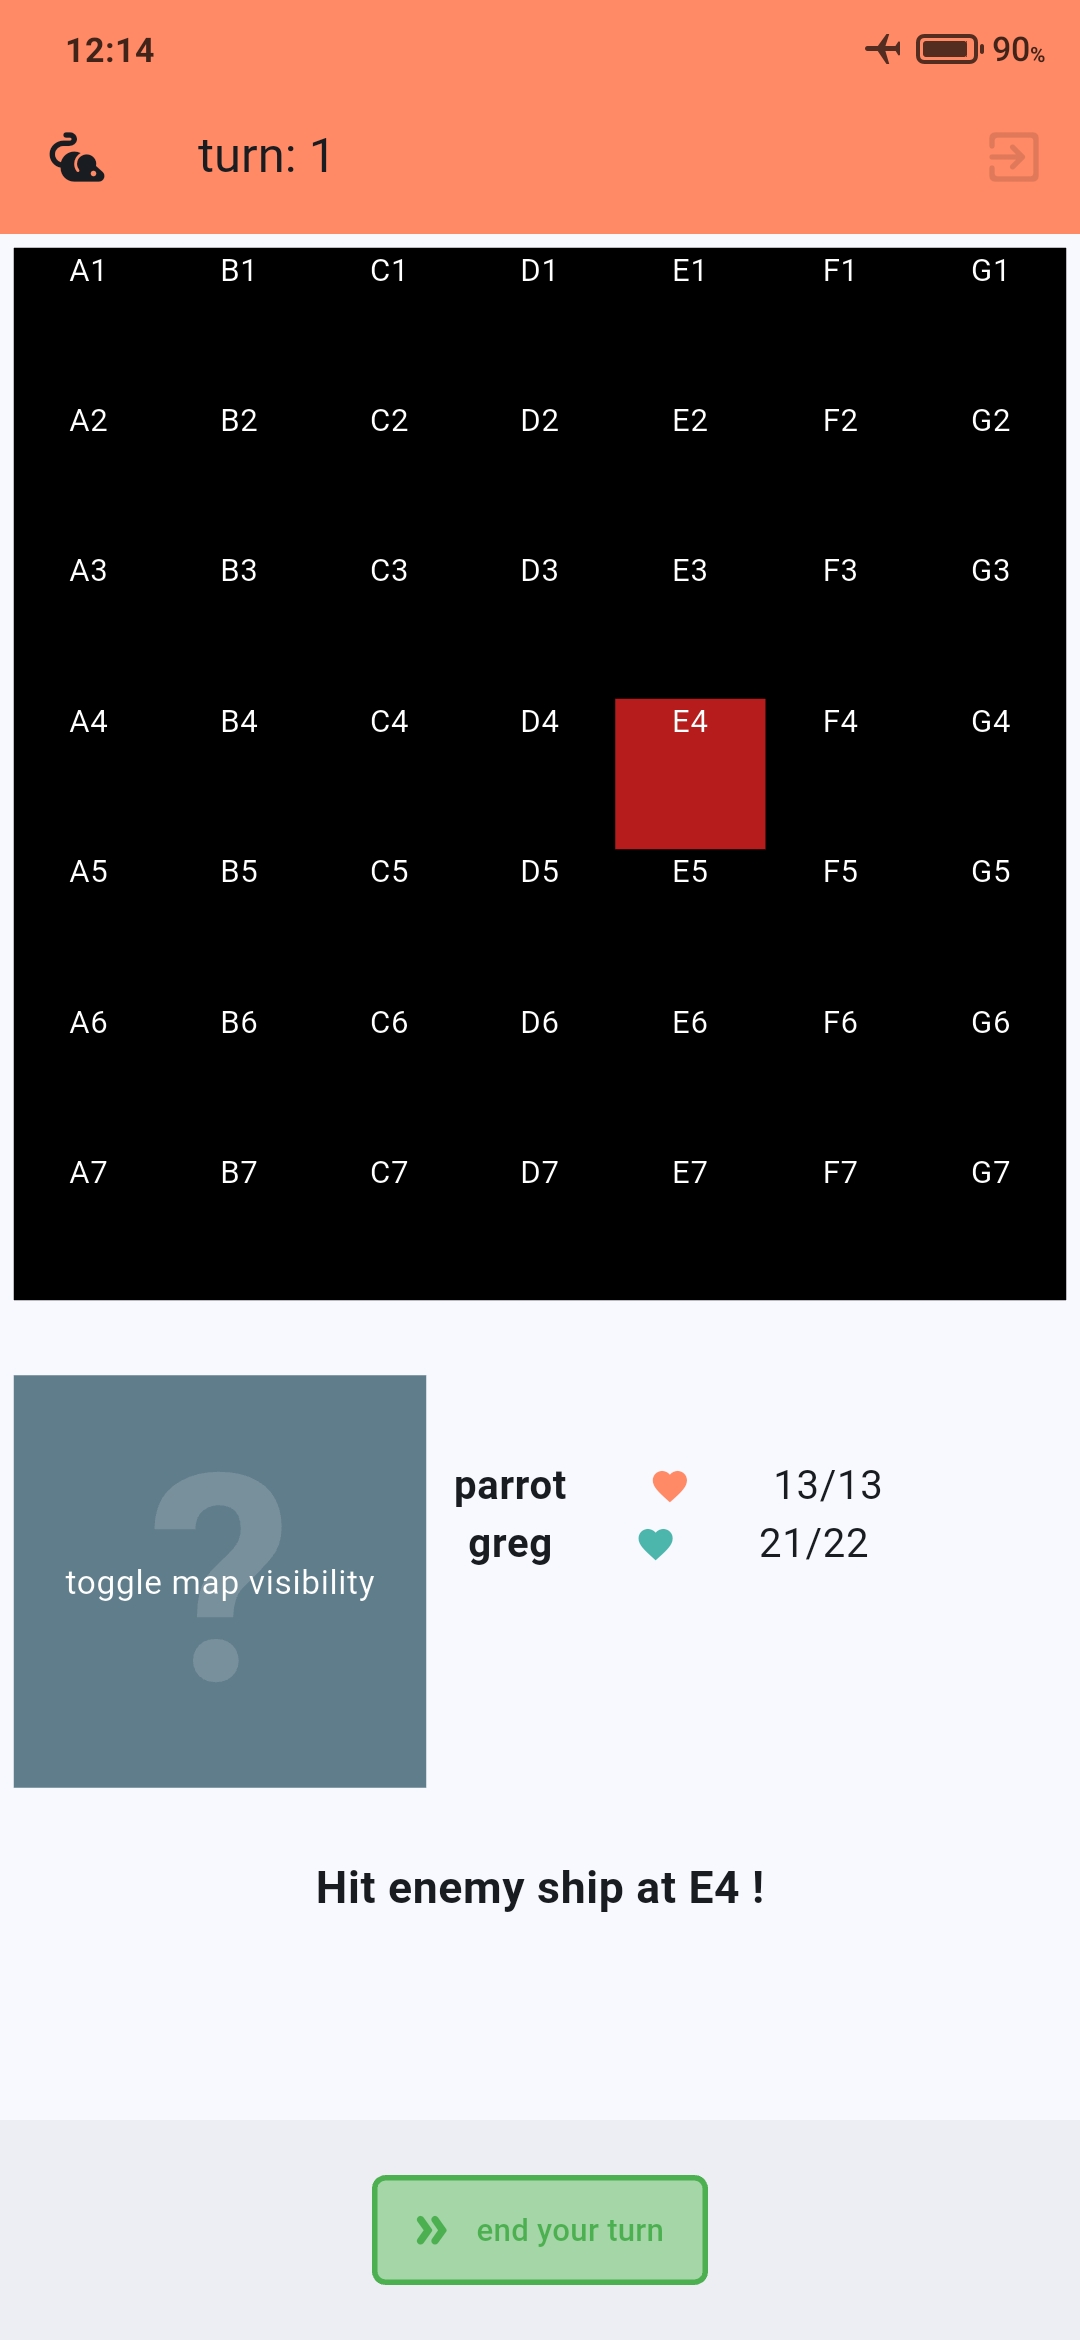 12:14 90%
turn: 1
A1 B1 C1 D1 E1 F1 G1
A2 B2 C2 D2 E2 F2 G2
A3 B3 C3 D3 E3 F3 G3
A4 B4 C4 D4 E4 F4 G4
A5 B5 C5 D5 E5 F5 G5
A6 B6 C6 D6 E6 F6 G6
A7 B7 C7 D7 E7 F7 G7
?
toggle map visibility
parrot 13/13
greg 21/22
Hit enemy ship at E4 !
end your turn